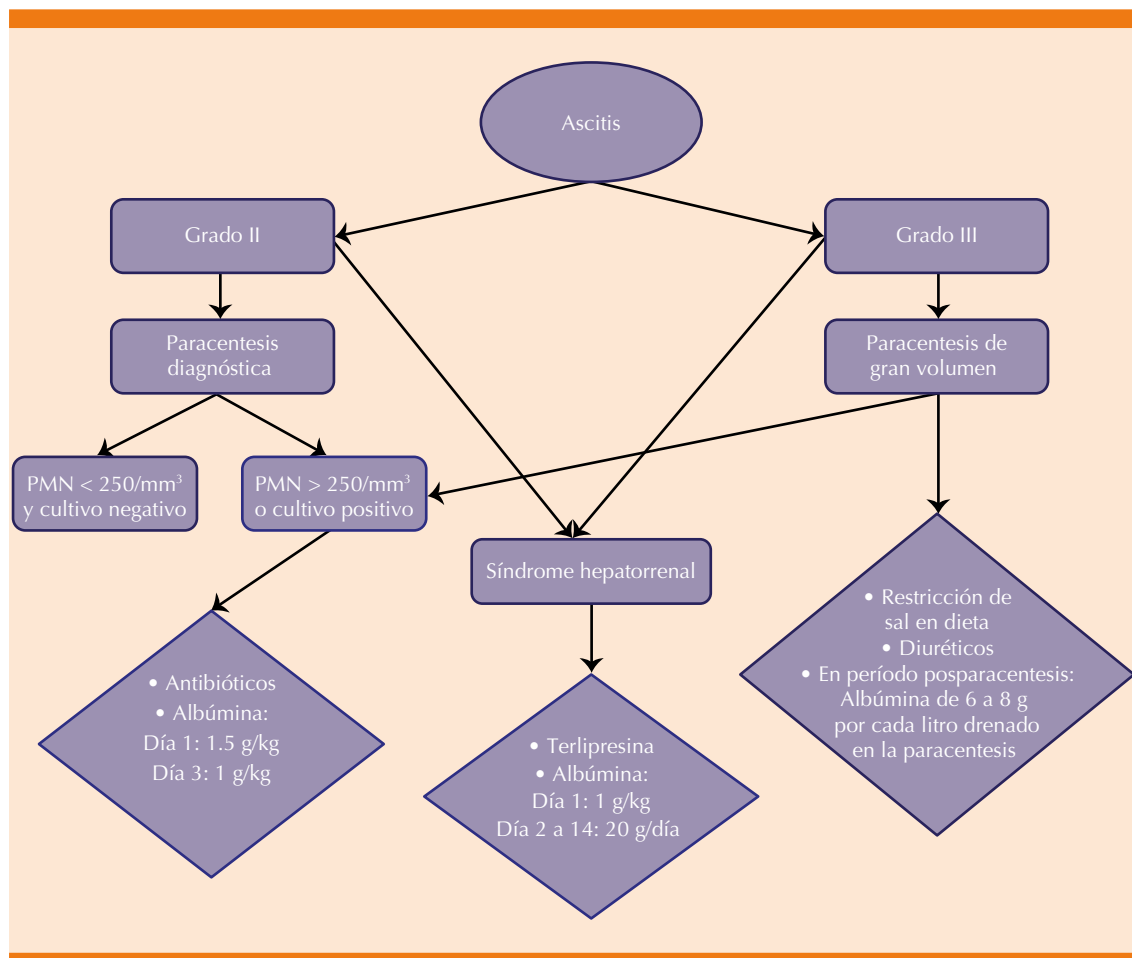 Ascitis
Grado II
Grado III
Paracentesis
diagnóstica
Paracentesis de
gran volumen
PMN < 250/mm³
y cultivo negativo
PMN > 250/mm³
o cultivo positivo
Síndrome hepatorrenal
• Antibióticos
• Albúmina:
Día 1: 1.5 g/kg
Día 3: 1 g/kg
• Terlipresina
• Albúmina:
Día 1: 1 g/kg
Día 2 a 14: 20 g/día
• Restricción de
sal en dieta
• Diuréticos
• En período posparacentesis:
Albúmina de 6 a 8 g
por cada litro drenado
en la paracentesis